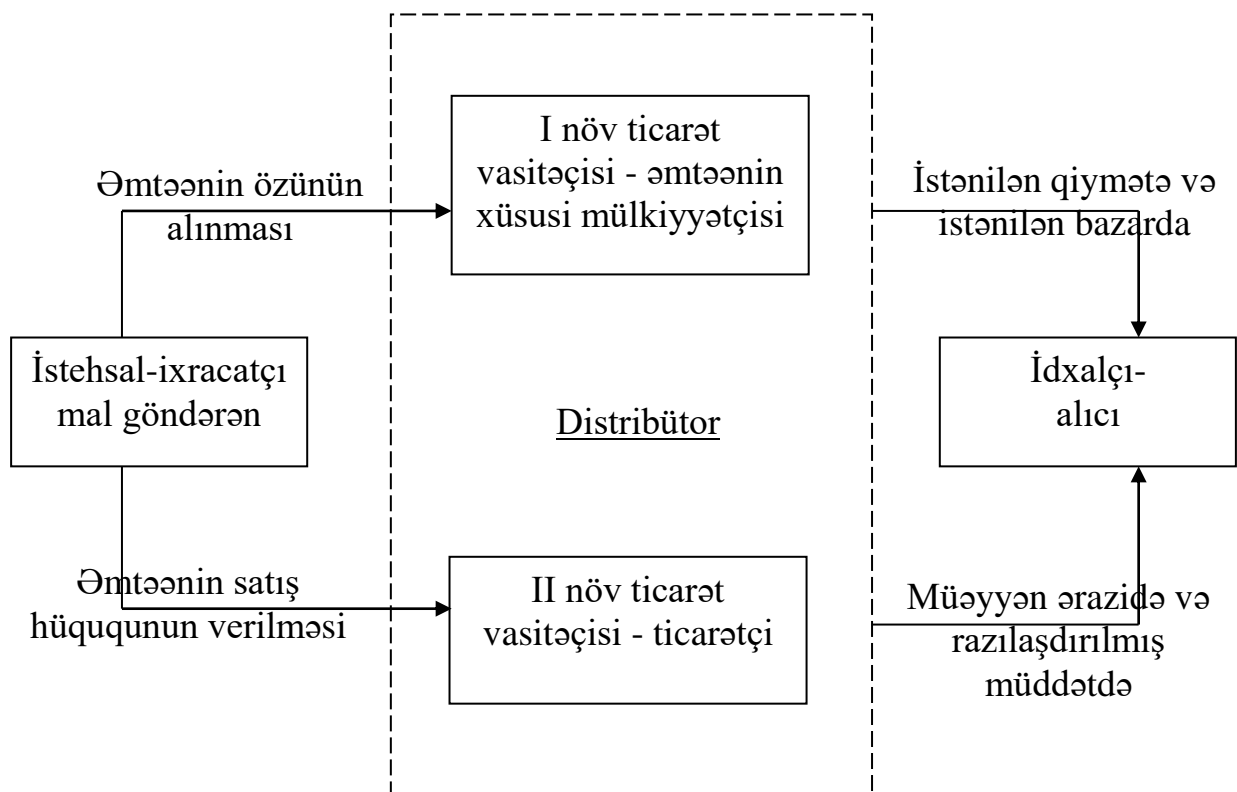 Əmtəənin özünün
alınması
I növ ticarət
vasitəçisi - əmtəənin
xüsusi mülkiyyətçisi
İstənilən qiymətə və
istənilən bazarda
İstehsal-ixracatçı
mal göndərən
Distribütor
İdxalçı-
alıcı
Əmtəənin satış
hüququnun verilməsi
II növ ticarət
vasitəçisi - ticarətçi
Müəyyən ərazidə və
razılaşdırılmış
müddətdə